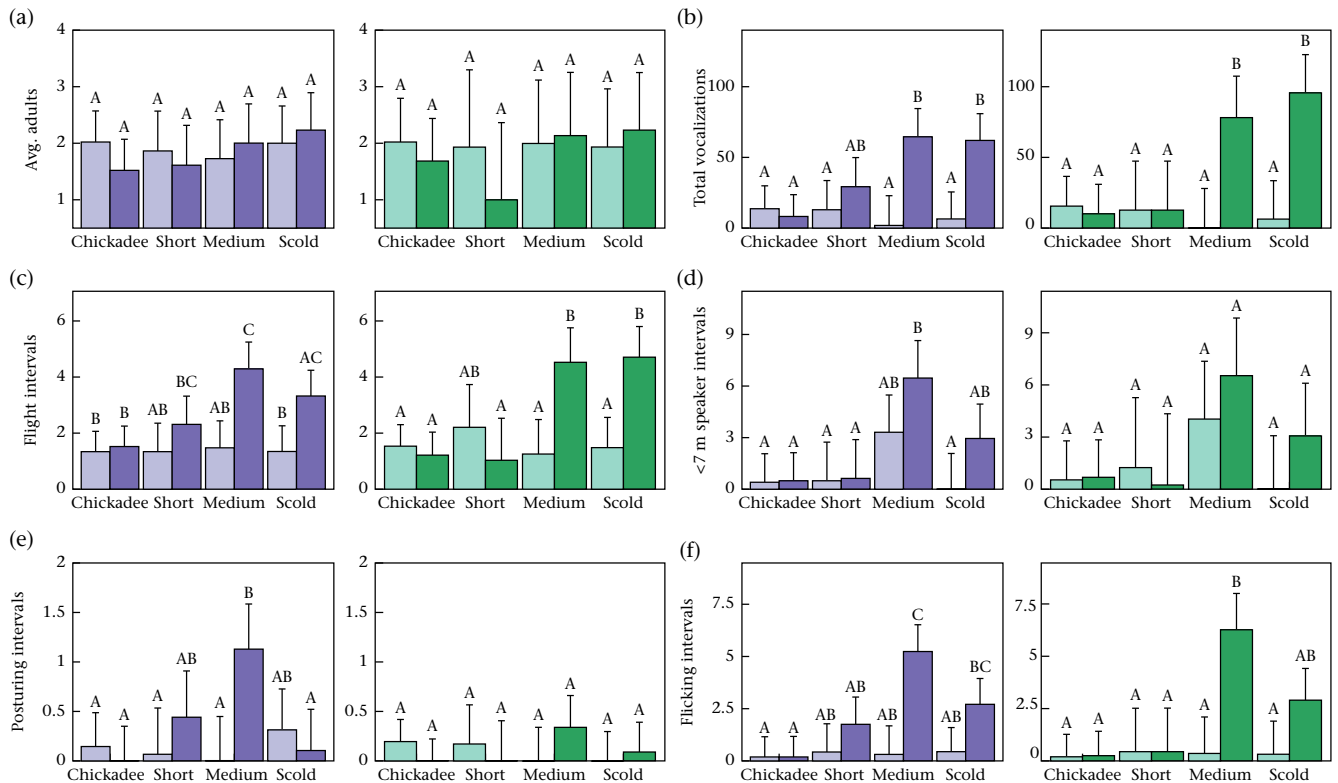 (a)
Avg. adults
4
3
2
1
A A A A A A A A
Chickadee Short Medium Scold
4
3
2
1
A A A A A A A A
Chickadee Short Medium Scold
(b)
Total vocalizations
100
50
0
A A A AB A B A B
Chickadee Short Medium Scold
100
50
0
A A A A A B A B
Chickadee Short Medium Scold
(c)
Flight intervals
6
4
2
0
B B AB BC AB C B AC
Chickadee Short Medium Scold
6
4
2
0
A A AB A A B A B
Chickadee Short Medium Scold
(d)
<7 m speaker intervals
9
6
3
0
A A A A AB B A AB
Chickadee Short Medium Scold
9
6
3
0
A A A A A A A A
Chickadee Short Medium Scold
(e)
Posturing intervals
2
1.5
1
0.5
0
A A A AB A B AB A
Chickadee Short Medium Scold
2
1.5
1
0.5
0
A A A A A A A A
Chickadee Short Medium Scold
(f)
Flicking intervals
7.5
5
2.5
0
A A AB AB AB C AB BC
Chickadee Short Medium Scold
7.5
5
2.5
0
A A A A A B A AB
Chickadee Short Medium Scold